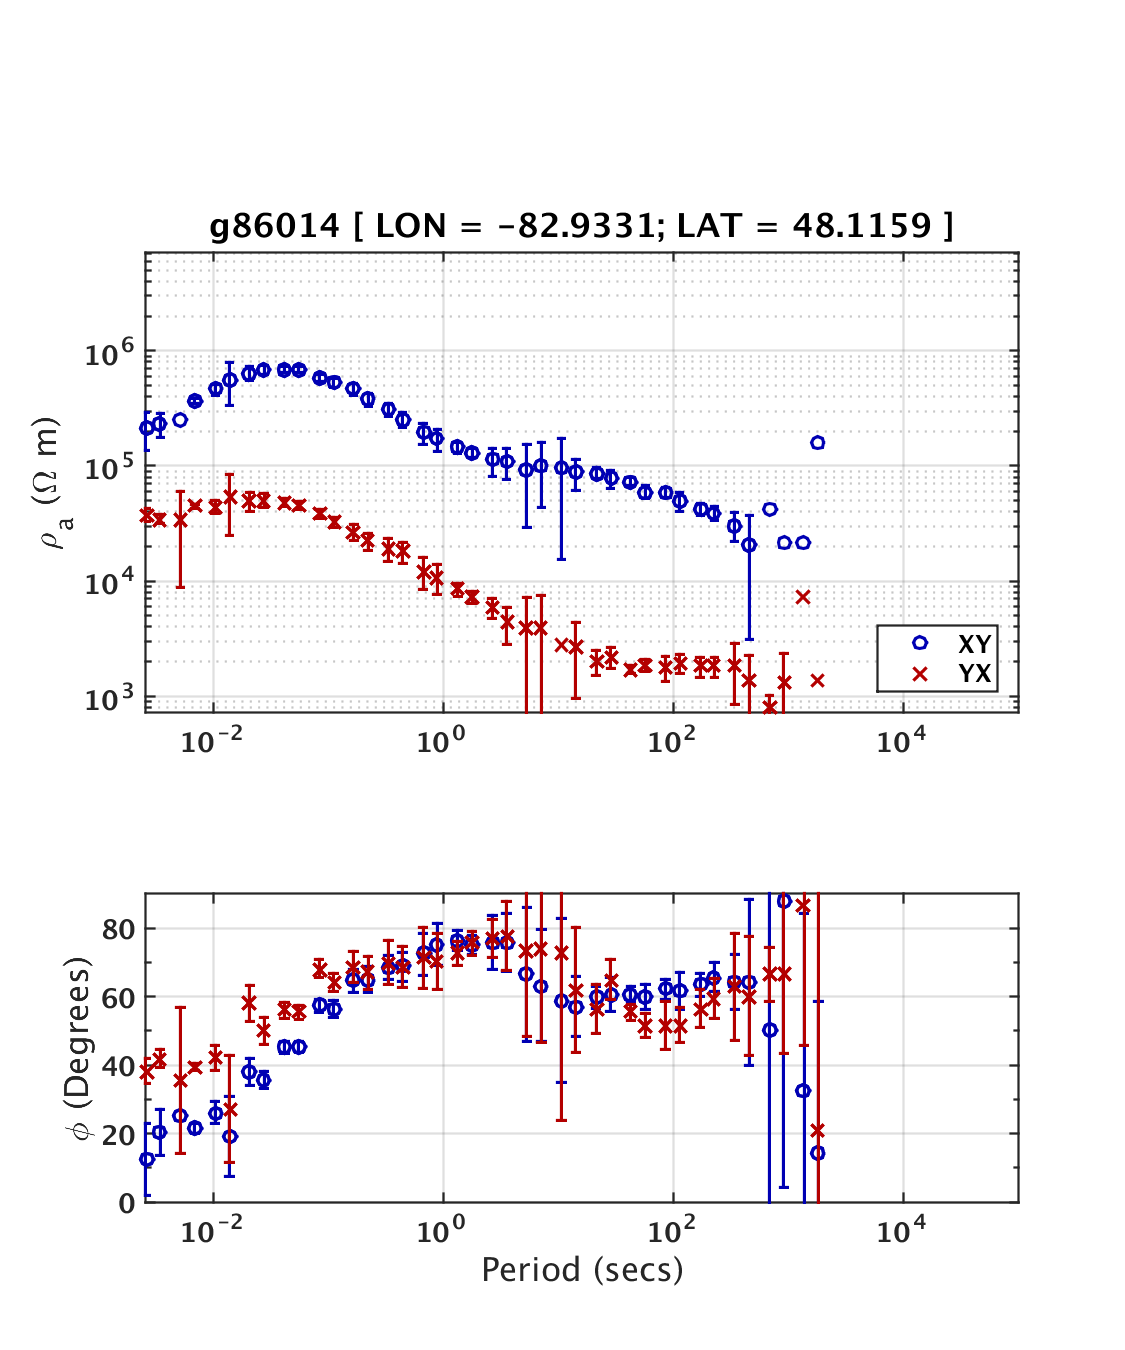 g86014 [ LON = -82.9331; LAT = 48.1159 ]
ρa (Ω m)
10^6
10^5
10^4
10^3
XY
YX
10^-2 10^0 10^2 10^4
ϕ (Degrees)
80
60
40
20
0
10^-2 10^0 10^2 10^4
Period (secs)